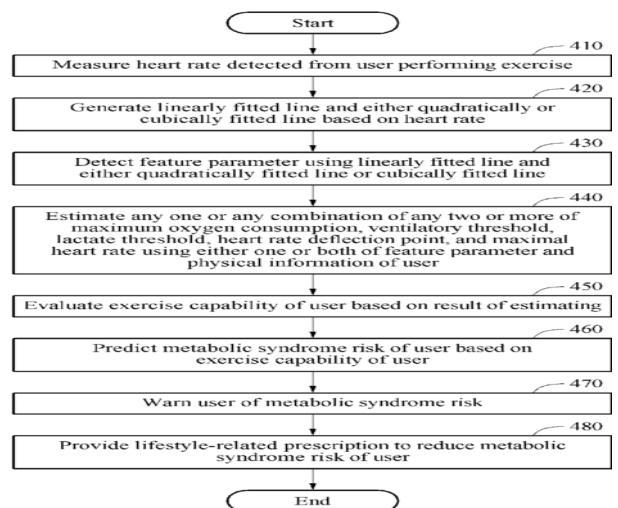 Start
410
Measure heart rate detected from user performing exercise
420
Generate linearly fitted line and either quadratically or
cubically fitted line based on heart rate
430
Detect feature parameter using linearly fitted line and
either quadratically fitted line or cubically fitted line
440
Estimate any one or any combination of any two or more of
maximum oxygen consumption, ventilatory threshold,
lactate threshold, heart rate deflection point, and maximal
heart rate using either one or both of feature parameter and
physical information of user
450
Evaluate exercise capability of user based on result of estimating
460
Predict metabolic syndrome risk of user based on
exercise capability of user
470
Warn user of metabolic syndrome risk
480
Provide lifestyle-related prescription to reduce metabolic
syndrome risk of user
End